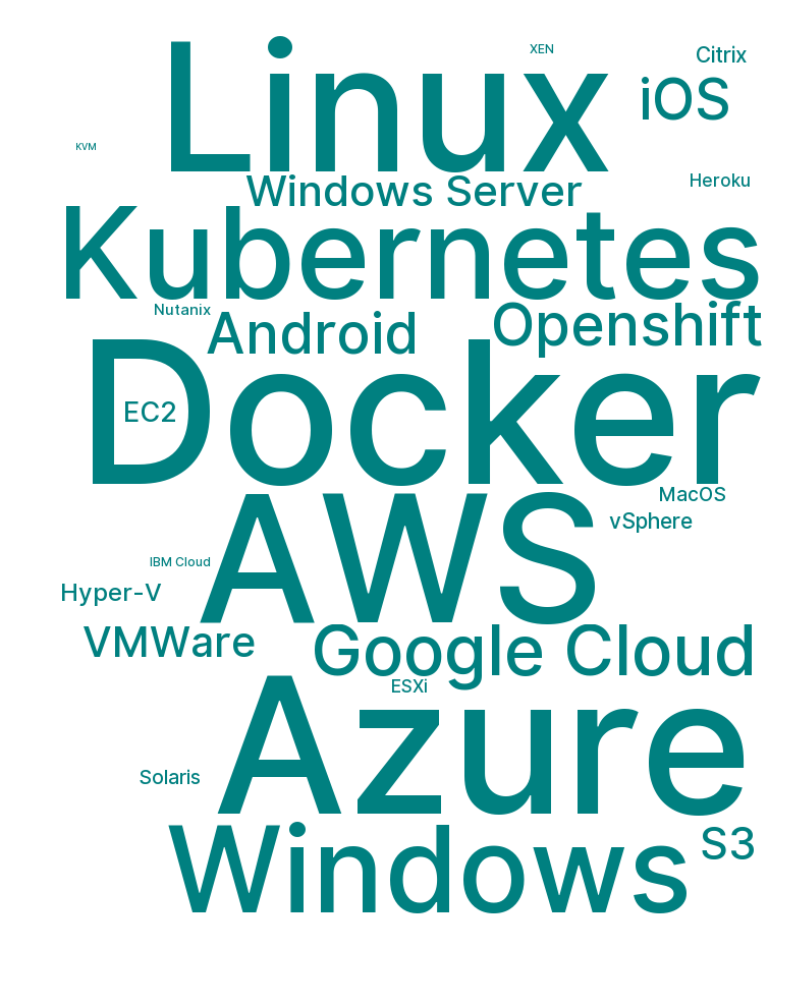 XEN
Citrix
Linux
iOS
KVM
Windows Server
Heroku
Kubernetes
Nutanix
Android
Openshift
Docker
EC2
MacOS
vSphere
AWS
IBM Cloud
Hyper-V
VMWare
Google Cloud
ESXi
Azure
Solaris
Windows
S3